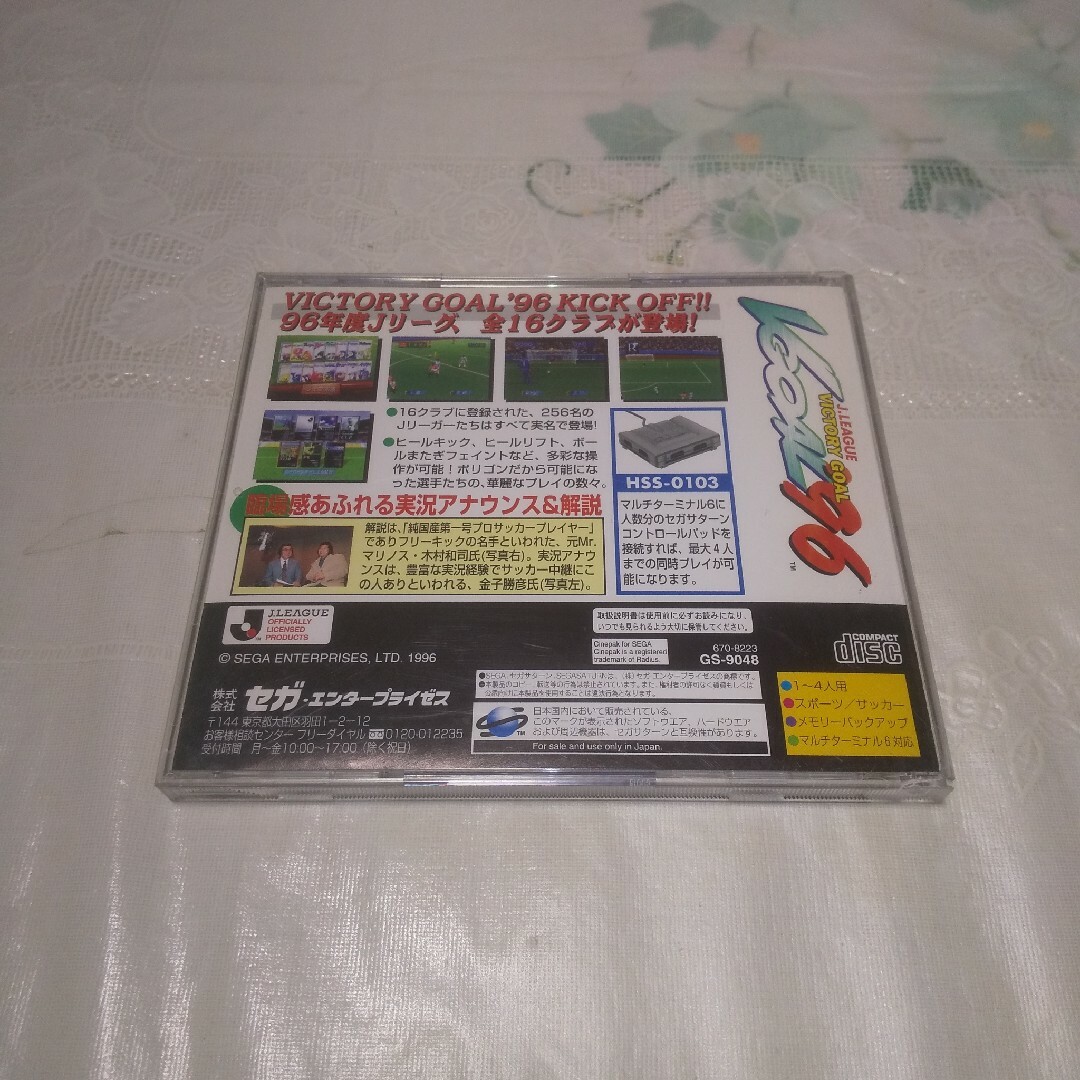 VICTORY GOAL'96 KICK OFF!!
96年度Jリーグ 全16クラブが登場!
●16クラブに登録された、256名の
Jリーガーたちはすべて実名で登場!
●ヒールキック、ヒールリフト、ボー
ルまたぎフェイントなど、多彩な操
作が可能!ポリゴンだから可能になっ
た選手たちの、華麗なプレイの数々。
臨場感あふれる実況アナウンス&解説
解説は、「純国産第一号プロサッカープレイヤー」
でありフリーキックの名手といわれた、元Mr.
マリノス・木村和司氏(写真右)。実況アナウ
ンスは、豊富な実況経験でサッカー中継にこ
の人ありといわれる、金子勝彦氏(写真左)。
HSS-0103
マルチターミナル6に
人数分のセガサターン
コントロールパッドを
接続すれば、最大4人
までの同時プレイが可
能になります。
V GOAL '96
J.LEAGUE
VICTORY GOAL
TM
J.LEAGUE
OFFICIALLY
LICENSED
PRODUCTS
© SEGA ENTERPRISES, LTD. 1996
株式会社 セガ・エンタープライゼス
〒144 東京都大田区羽田1-2-12
お客様相談センター フリーダイヤル 0120-012235
受付時間 月〜金10:00〜17:00 (除く祝日)
取扱説明書は使用前に必ずお読みになり、
いつでも見られるよう大切に保管してください。
Cinepak for SEGA
Cinepak is a registered
trademark of Radius.
670-8223
GS-9048
COMPACT
disc
日本国内において販売されている、
このマークが表示されたソフトウエア、ハードウエア
および周辺機器は、セガサターンと互換性があります。
For sale and use only in Japan.
●1〜4人用
●スポーツ/サッカー
●メモリーバックアップ
●マルチターミナル6対応